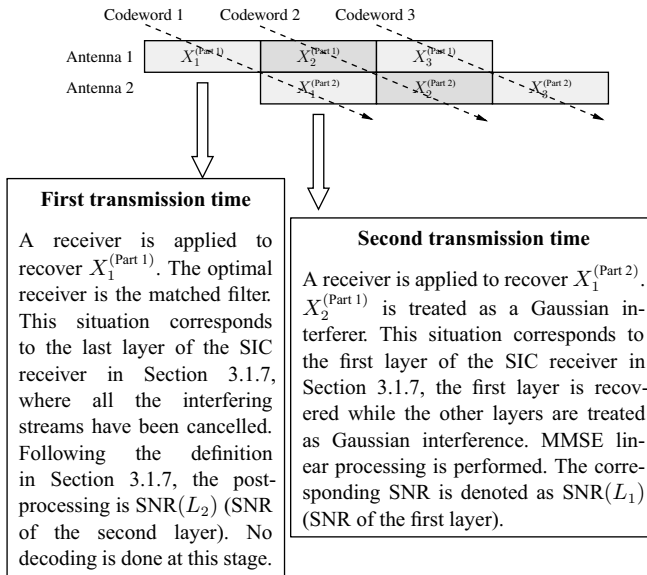 Codeword 1 Codeword 2 Codeword 3
Antenna 1 X_1^(Part 1) X_2^(Part 1) X_3^(Part 1)
Antenna 2 X_1^(Part 2) X_2^(Part 2) X_3^(Part 2)
First transmission time
A receiver is applied to
recover X_1^(Part 1). The optimal
receiver is the matched filter.
This situation corresponds
to the last layer of the SIC
receiver in Section 3.1.7,
where all the interfering
streams have been cancelled.
Following the definition
in Section 3.1.7, the post-
processing is SNR(L_2) (SNR
of the second layer). No
decoding is done at this stage.
Second transmission time
A receiver is applied to recover X_1^(Part 2).
X_2^(Part 1) is treated as a Gaussian in-
terferer. This situation corresponds to
the first layer of the SIC receiver in
Section 3.1.7, the first layer is recov-
ered while the other layers are treated
as Gaussian interference. MMSE lin-
ear processing is performed. The corre-
sponding SNR is denoted as SNR(L_1)
(SNR of the first layer).